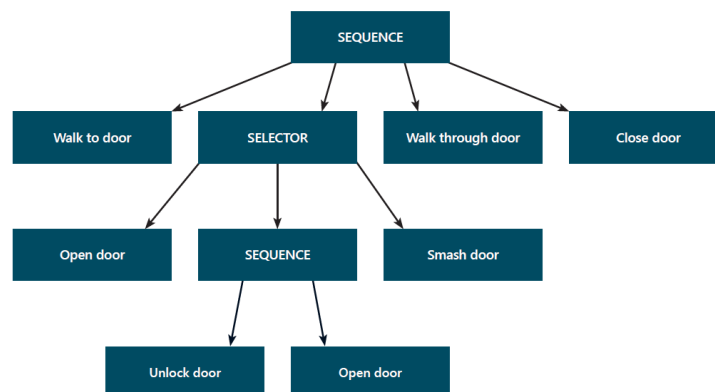 SEQUENCE
Walk to door
SELECTOR
Walk through door
Close door
Open door
SEQUENCE
Smash door
Unlock door
Open door